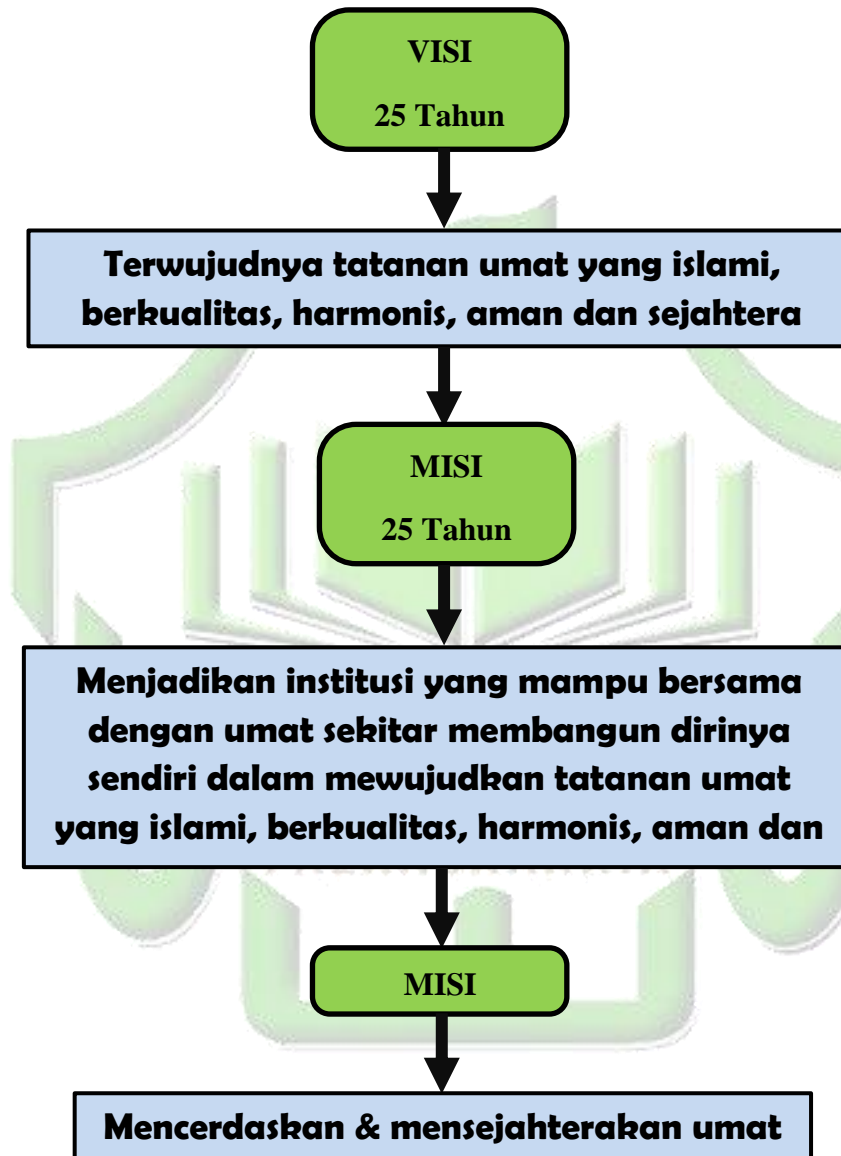 VISI
25 Tahun
Terwujudnya tatanan umat yang islami,
berkualitas, harmonis, aman dan sejahtera
MISI
25 Tahun
Menjadikan institusi yang mampu bersama
dengan umat sekitar membangun dirinya
sendiri dalam mewujudkan tatanan umat
yang islami, berkualitas, harmonis, aman dan
MISI
Mencerdaskan & mensejahterakan umat